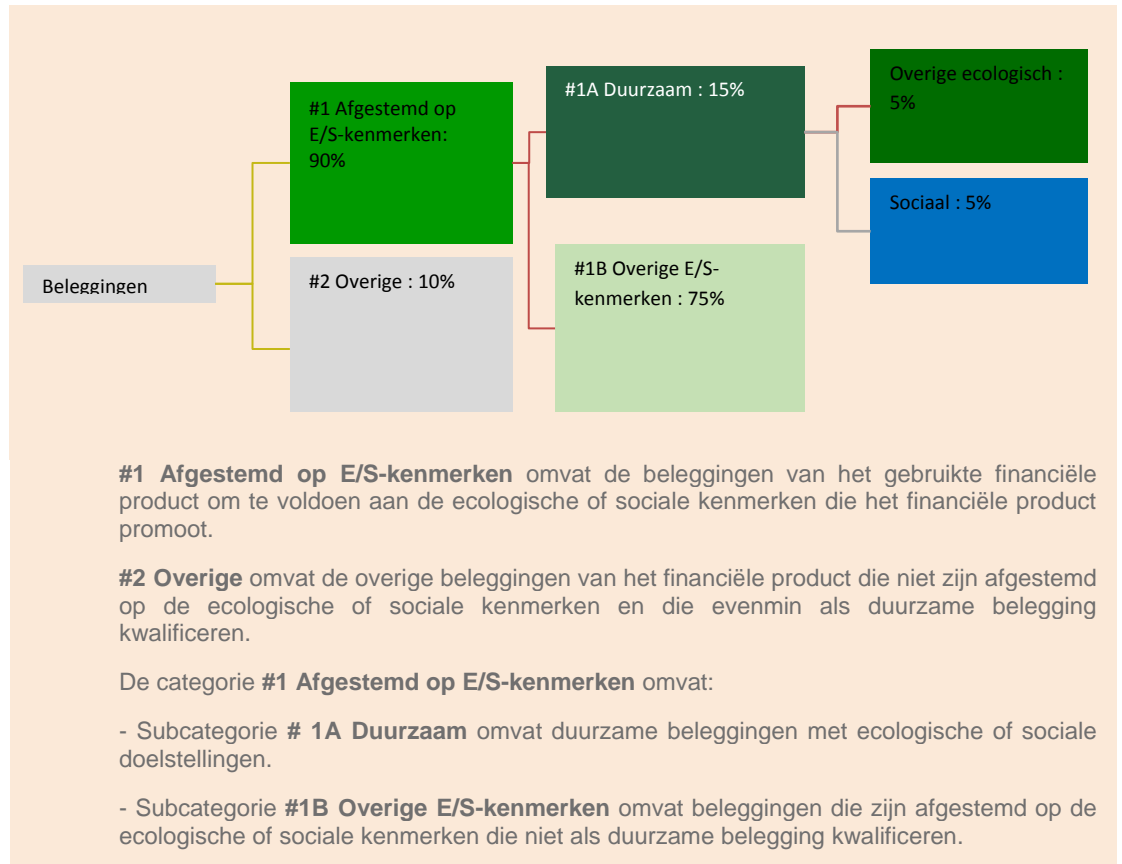 #1 Afgestemd op
E/S-kenmerken:
90%
#1A Duurzaam : 15%
Overige ecologisch :
5%
Sociaal : 5%
Beleggingen
#2 Overige : 10%
#1B Overige E/S-
kenmerken : 75%
#1 Afgestemd op E/S-kenmerken omvat de beleggingen van het gebruikte financiële
product om te voldoen aan de ecologische of sociale kenmerken die het financiële product
promoot.
#2 Overige omvat de overige beleggingen van het financiële product die niet zijn afgestemd
op de ecologische of sociale kenmerken en die evenmin als duurzame belegging
kwalificeren.
De categorie #1 Afgestemd op E/S-kenmerken omvat:
- Subcategorie # 1A Duurzaam omvat duurzame beleggingen met ecologische of sociale
doelstellingen.
- Subcategorie #1B Overige E/S-kenmerken omvat beleggingen die zijn afgestemd op de
ecologische of sociale kenmerken die niet als duurzame belegging kwalificeren.